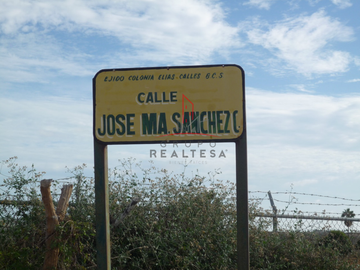 EJIDO COLONIA ELIAS CALLES B.C.S
CALLE
JOSE MA. SANCHEZ C.
GRUPO
REALTESA